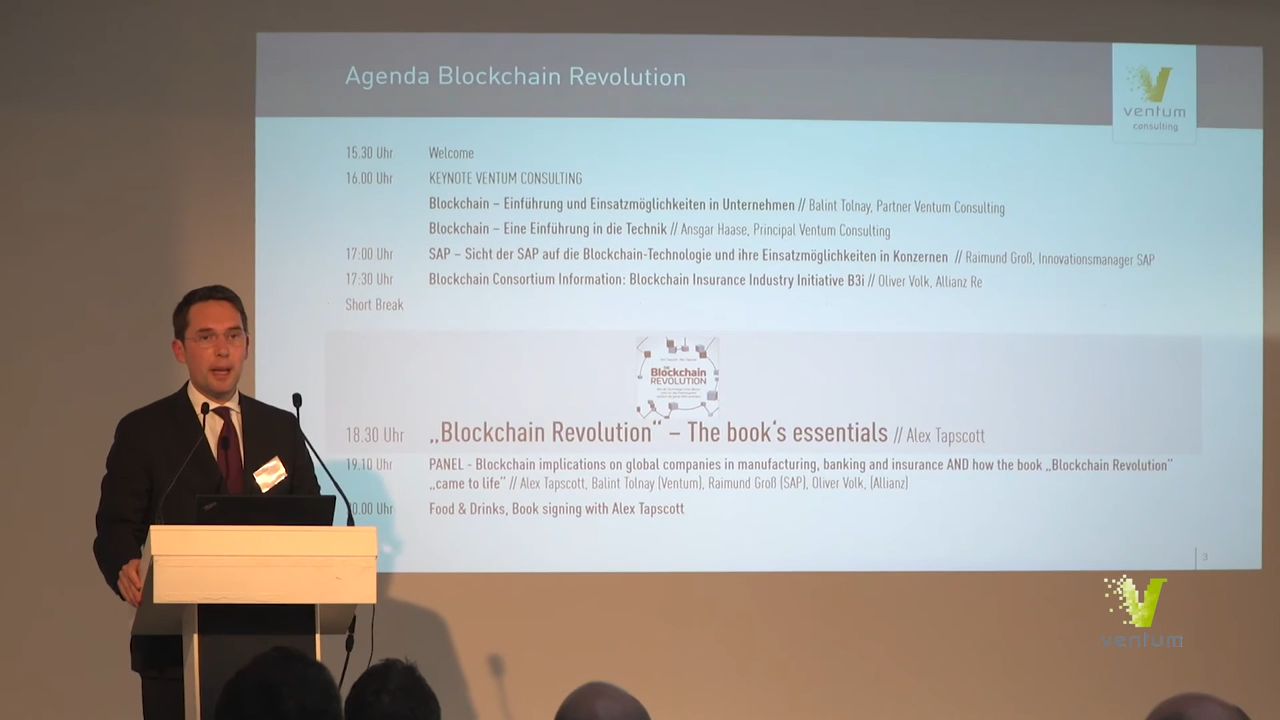 Agenda Blockchain Revolution
ventum
consulting
15.30 Uhr Welcome
16.00 Uhr KEYNOTE VENTUM CONSULTING
Blockchain – Einführung und Einsatzmöglichkeiten in Unternehmen // Balint Tolnay, Partner Ventum Consulting
Blockchain – Eine Einführung in die Technik // Ansgar Haase, Principal Ventum Consulting
17:00 Uhr SAP – Sicht der SAP auf die Blockchain-Technologie und ihre Einsatzmöglichkeiten in Konzernen // Raimund Groß, Innovationsmanager SAP
17:30 Uhr Blockchain Consortium Information: Blockchain Insurance Industry Initiative B3i // Oliver Volk, Allianz Re
Short Break
Blockchain
REVOLUTION
18.30 Uhr „Blockchain Revolution“ – The book‘s essentials // Alex Tapscott
19.10 Uhr PANEL - Blockchain implications on global companies in manufacturing, banking and insurance AND how the book „Blockchain Revolution“
„came to life“ // Alex Tapscott, Balint Tolnay (Ventum), Raimund Groß (SAP), Oliver Volk, (Allianz)
0.00 Uhr Food & Drinks, Book signing with Alex Tapscott
3
ventum